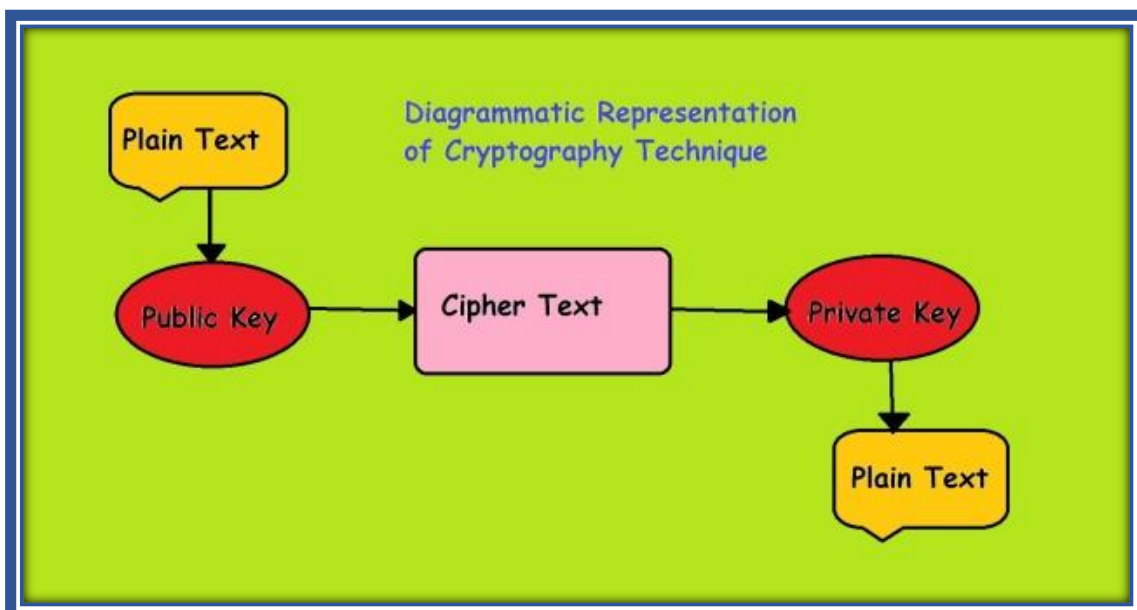 Plain Text
Diagrammatic Representation
of Cryptography Technique
Public Key
Cipher Text
Private Key
Plain Text